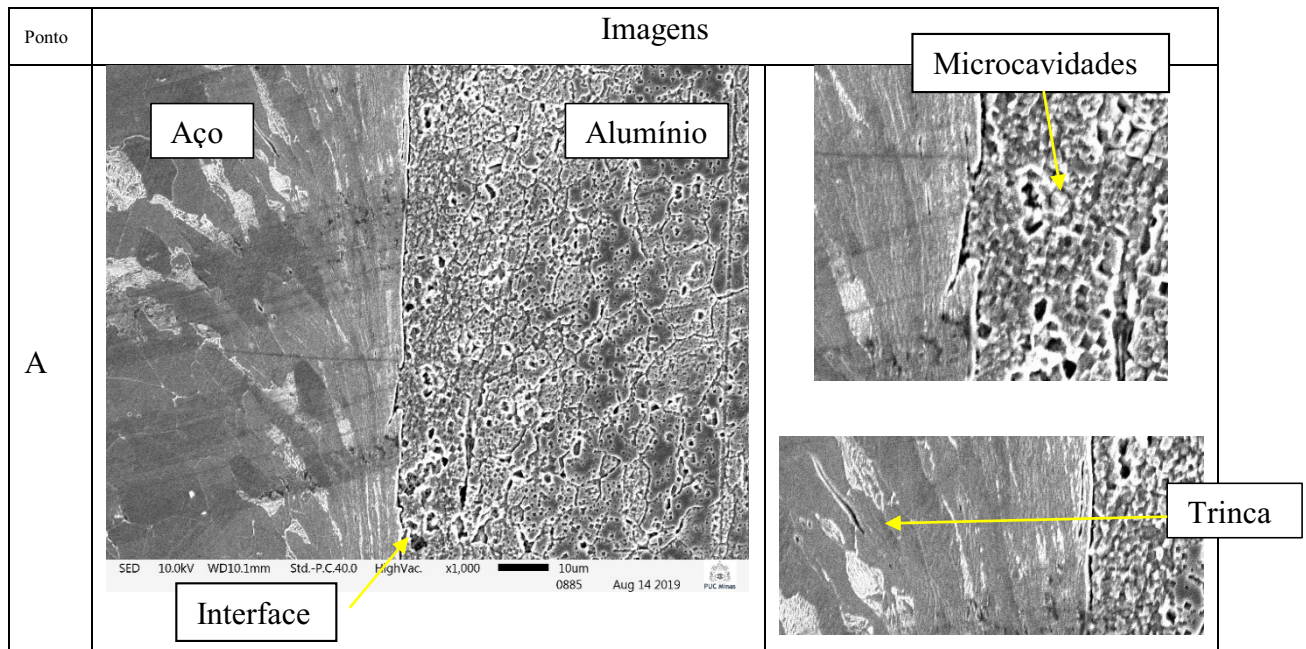 Ponto
Imagens
Microcavidades
Aço
Alumínio
A
Trinca
SED 10.0kV WD10.1mm Std.-P.C.40.0 HighVac. x1,000 10um
0885 Aug 14 2019
PUC Minas
Interface